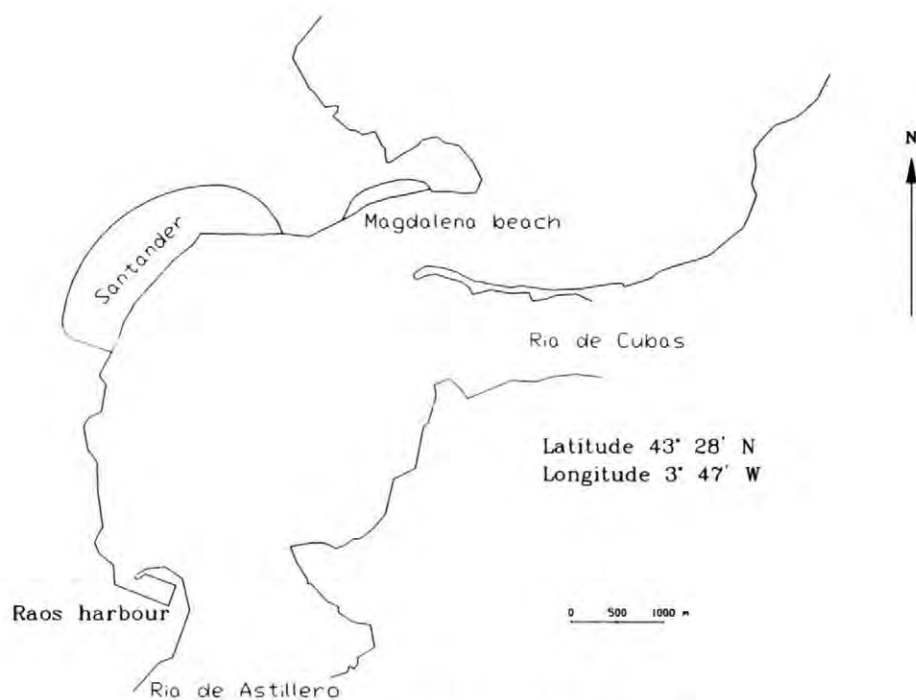 N
Santander
Magdalena beach
Ria de Cubas
Latitude 43° 28' N
Longitude 3° 47' W
Raos harbour
0 500 1000 m
Ria de Astillero